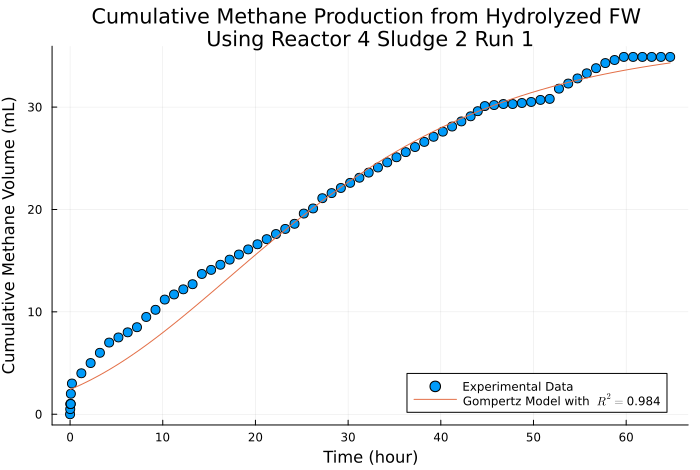 Cumulative Methane Production from Hydrolyzed FW
Using Reactor 4 Sludge 2 Run 1
Cumulative Methane Volume (mL)
30
20
10
0
Experimental Data
Gompertz Model with R² = 0.984
0 10 20 30 40 50 60
Time (hour)